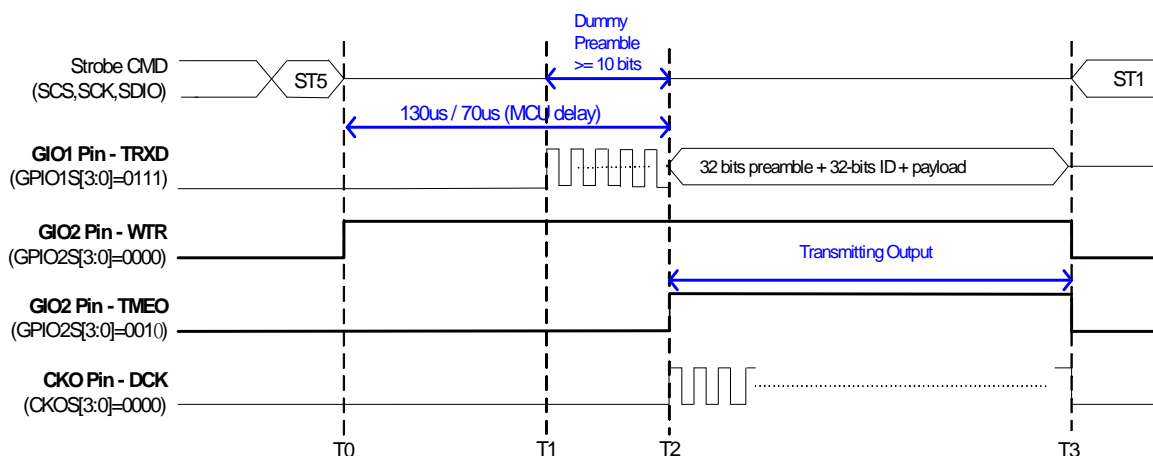 Dummy
Preamble
>= 10 bits
Strobe CMD
(SCS,SCK,SDIO)
ST5
ST1
130us / 70us (MCU delay)
GIO1 Pin - TRXD
(GPIO1S[3:0]=0111)
32 bits preamble + 32-bits ID + payload
GIO2 Pin - WTR
(GPIO2S[3:0]=0000)
Transmitting Output
GIO2 Pin - TMEO
(GPIO2S[3:0]=0010)
CKO Pin - DCK
(CKOS[3:0]=0000)
T0 T1 T2 T3